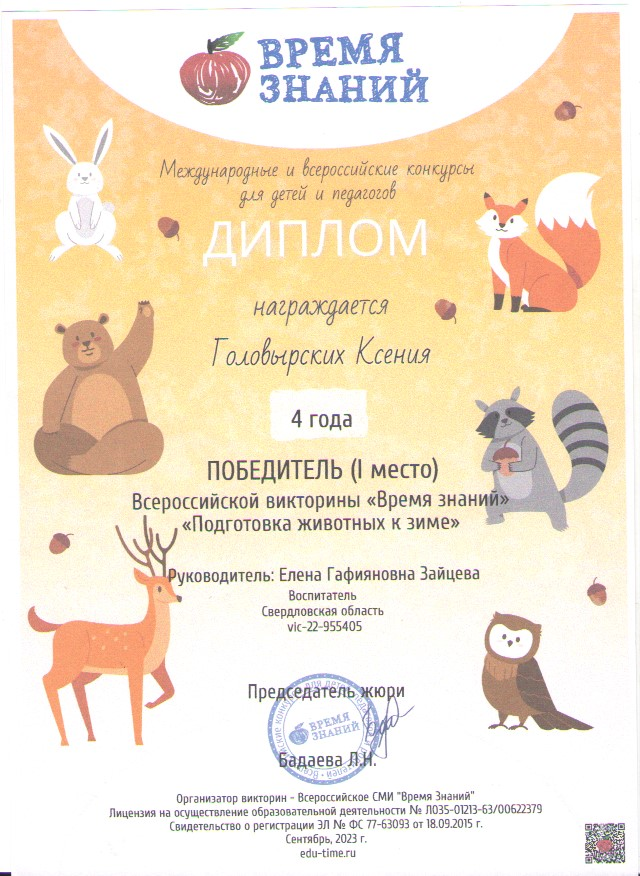 ВРЕМЯ
ЗНАНИЙ
Международные и всероссийские конкурсы
для детей и педагогов
ДИПЛОМ
награждается
Головырских Ксения
4 года
ПОБЕДИТЕЛЬ (I место)
Всероссийской викторины «Время знаний»
«Подготовка животных к зиме»
Руководитель: Елена Гафияновна Зайцева
Воспитатель
Свердловская область
vic-22-955405
Председатель жюри
ВРЕМЯ
ЗНАНИЙ
Бадаева Л.Н.
Организатор викторин - Всероссийское СМИ "Время Знаний"
Лицензия на осуществление образовательной деятельности № Л035-01213-63/00622379
Свидетельство о регистрации ЭЛ № ФС 77-63093 от 18.09.2015 г.
Сентябрь, 2023 г.
edu-time.ru